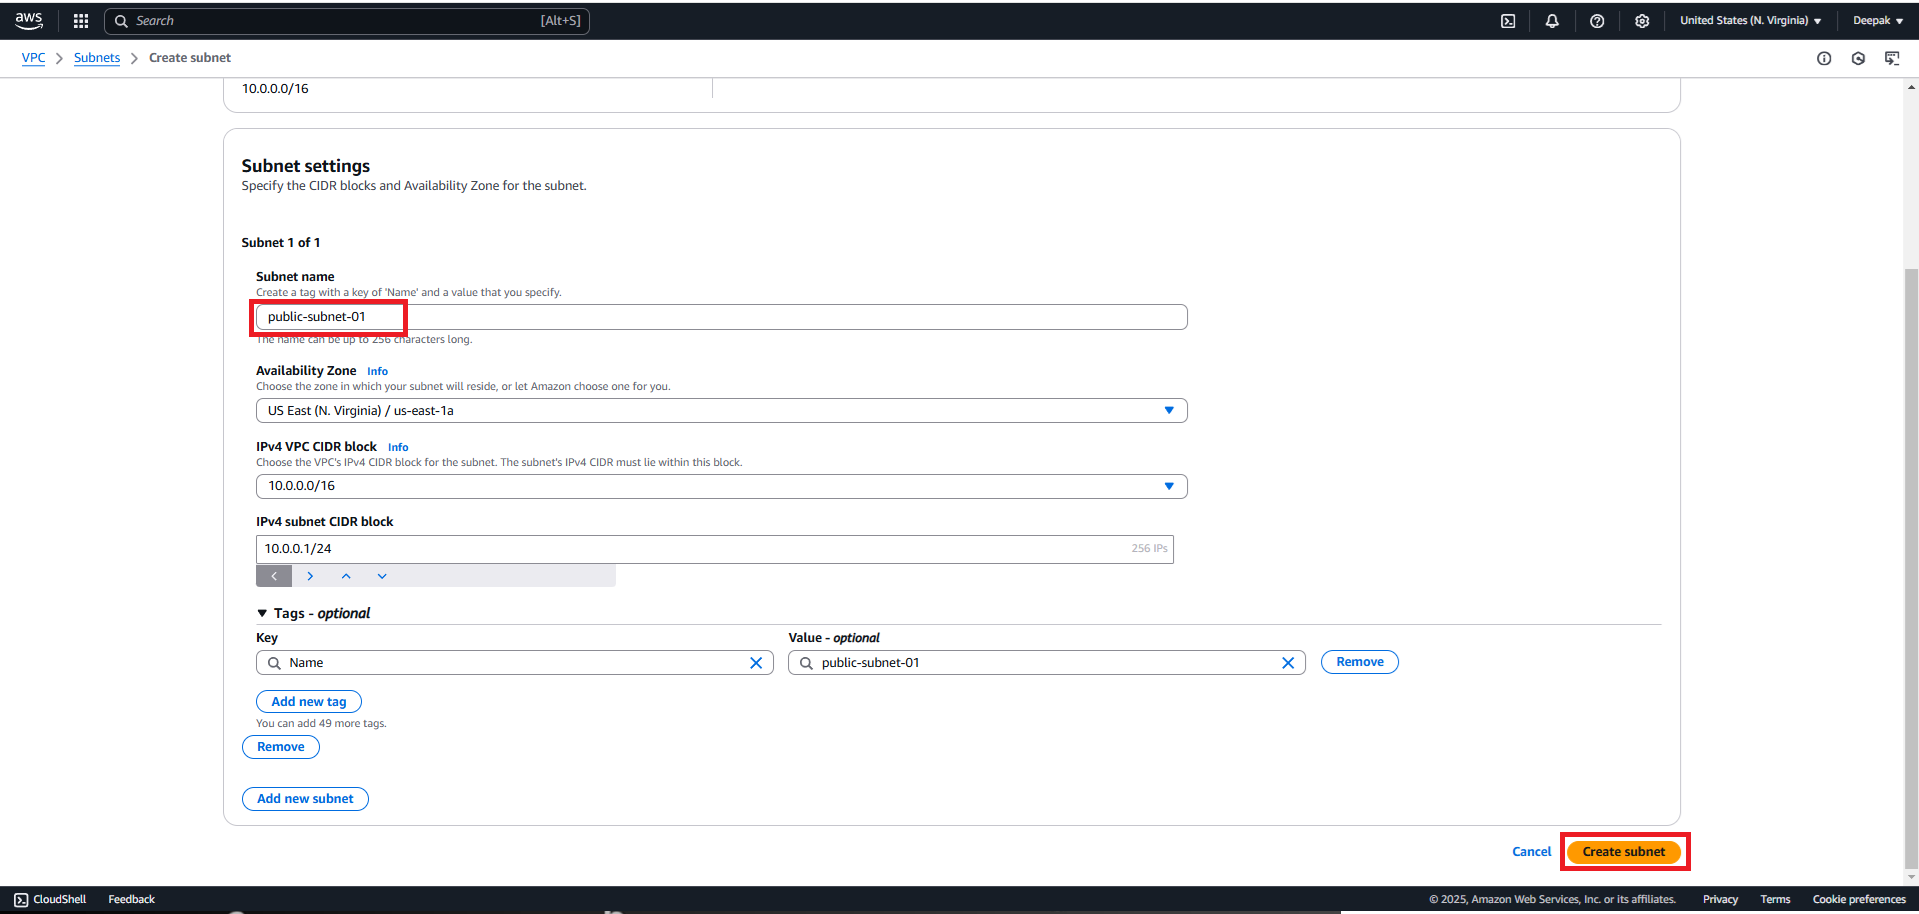 aws
Search [Alt+S]
United States (N. Virginia)
Deepak
VPC
Subnets
Create subnet
10.0.0.0/16
Subnet settings
Specify the CIDR blocks and Availability Zone for the subnet.
Subnet 1 of 1
Subnet name
Create a tag with a key of 'Name' and a value that you specify.
public-subnet-01
The name can be up to 256 characters long.
Availability Zone Info
Choose the zone in which your subnet will reside, or let Amazon choose one for you.
US East (N. Virginia) / us-east-1a
IPv4 VPC CIDR block Info
Choose the VPC's IPv4 CIDR block for the subnet. The subnet's IPv4 CIDR must lie within this block.
10.0.0.0/16
IPv4 subnet CIDR block
10.0.0.1/24 256 IPs
Tags - optional
Key Value - optional
Name public-subnet-01 Remove
Add new tag
You can add 49 more tags.
Remove
Add new subnet
Cancel Create subnet
CloudShell Feedback © 2025, Amazon Web Services, Inc. or its affiliates. Privacy Terms Cookie preferences